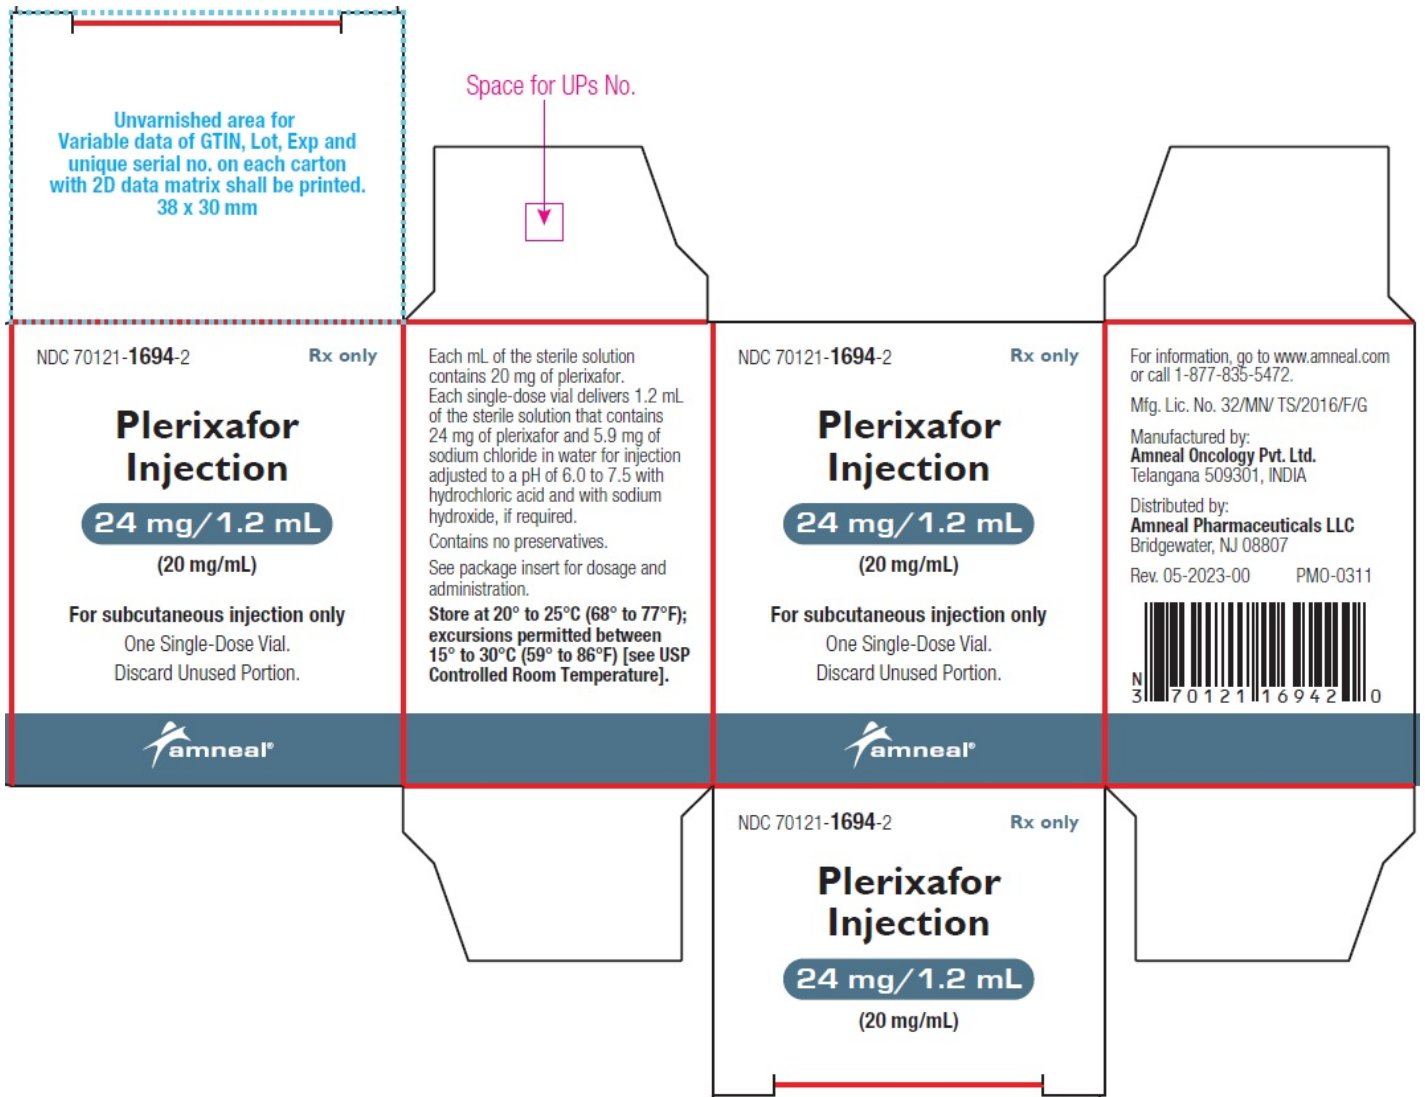 Space for UPs No.
Unvarnished area for
Variable data of GTIN, Lot, Exp and
unique serial no. on each carton
with 2D data matrix shall be printed.
38 x 30 mm
NDC 70121-1694-2 Rx only
Plerixafor
Injection
24 mg/1.2 mL
(20 mg/mL)
For subcutaneous injection only
One Single-Dose Vial.
Discard Unused Portion.
amneal®
Each mL of the sterile solution
contains 20 mg of plerixafor.
Each single-dose vial delivers 1.2 mL
of the sterile solution that contains
24 mg of plerixafor and 5.9 mg of
sodium chloride in water for injection
adjusted to a pH of 6.0 to 7.5 with
hydrochloric acid and with sodium
hydroxide, if required.
Contains no preservatives.
See package insert for dosage and
administration.
Store at 20° to 25°C (68° to 77°F);
excursions permitted between
15° to 30°C (59° to 86°F) [see USP
Controlled Room Temperature].
NDC 70121-1694-2 Rx only
Plerixafor
Injection
24 mg/1.2 mL
(20 mg/mL)
For subcutaneous injection only
One Single-Dose Vial.
Discard Unused Portion.
amneal®
For information, go to www.amneal.com
or call 1-877-835-5472.
Mfg. Lic. No. 32/MN/ TS/2016/F/G
Manufactured by:
Amneal Oncology Pvt. Ltd.
Telangana 509301, INDIA
Distributed by:
Amneal Pharmaceuticals LLC
Bridgewater, NJ 08807
Rev. 05-2023-00 PMO-0311
N
3 70121 16942 0
NDC 70121-1694-2 Rx only
Plerixafor
Injection
24 mg/1.2 mL
(20 mg/mL)